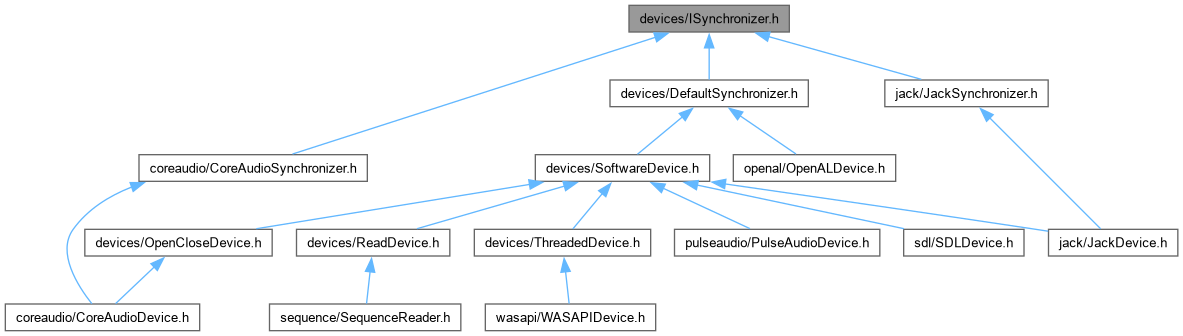 devices/ISynchronizer.h
devices/DefaultSynchronizer.h
jack/JackSynchronizer.h
coreaudio/CoreAudioSynchronizer.h
devices/SoftwareDevice.h
openal/OpenALDevice.h
devices/OpenCloseDevice.h
devices/ReadDevice.h
devices/ThreadedDevice.h
pulseaudio/PulseAudioDevice.h
sdl/SDLDevice.h
jack/JackDevice.h
coreaudio/CoreAudioDevice.h
sequence/SequenceReader.h
wasapi/WASAPIDevice.h